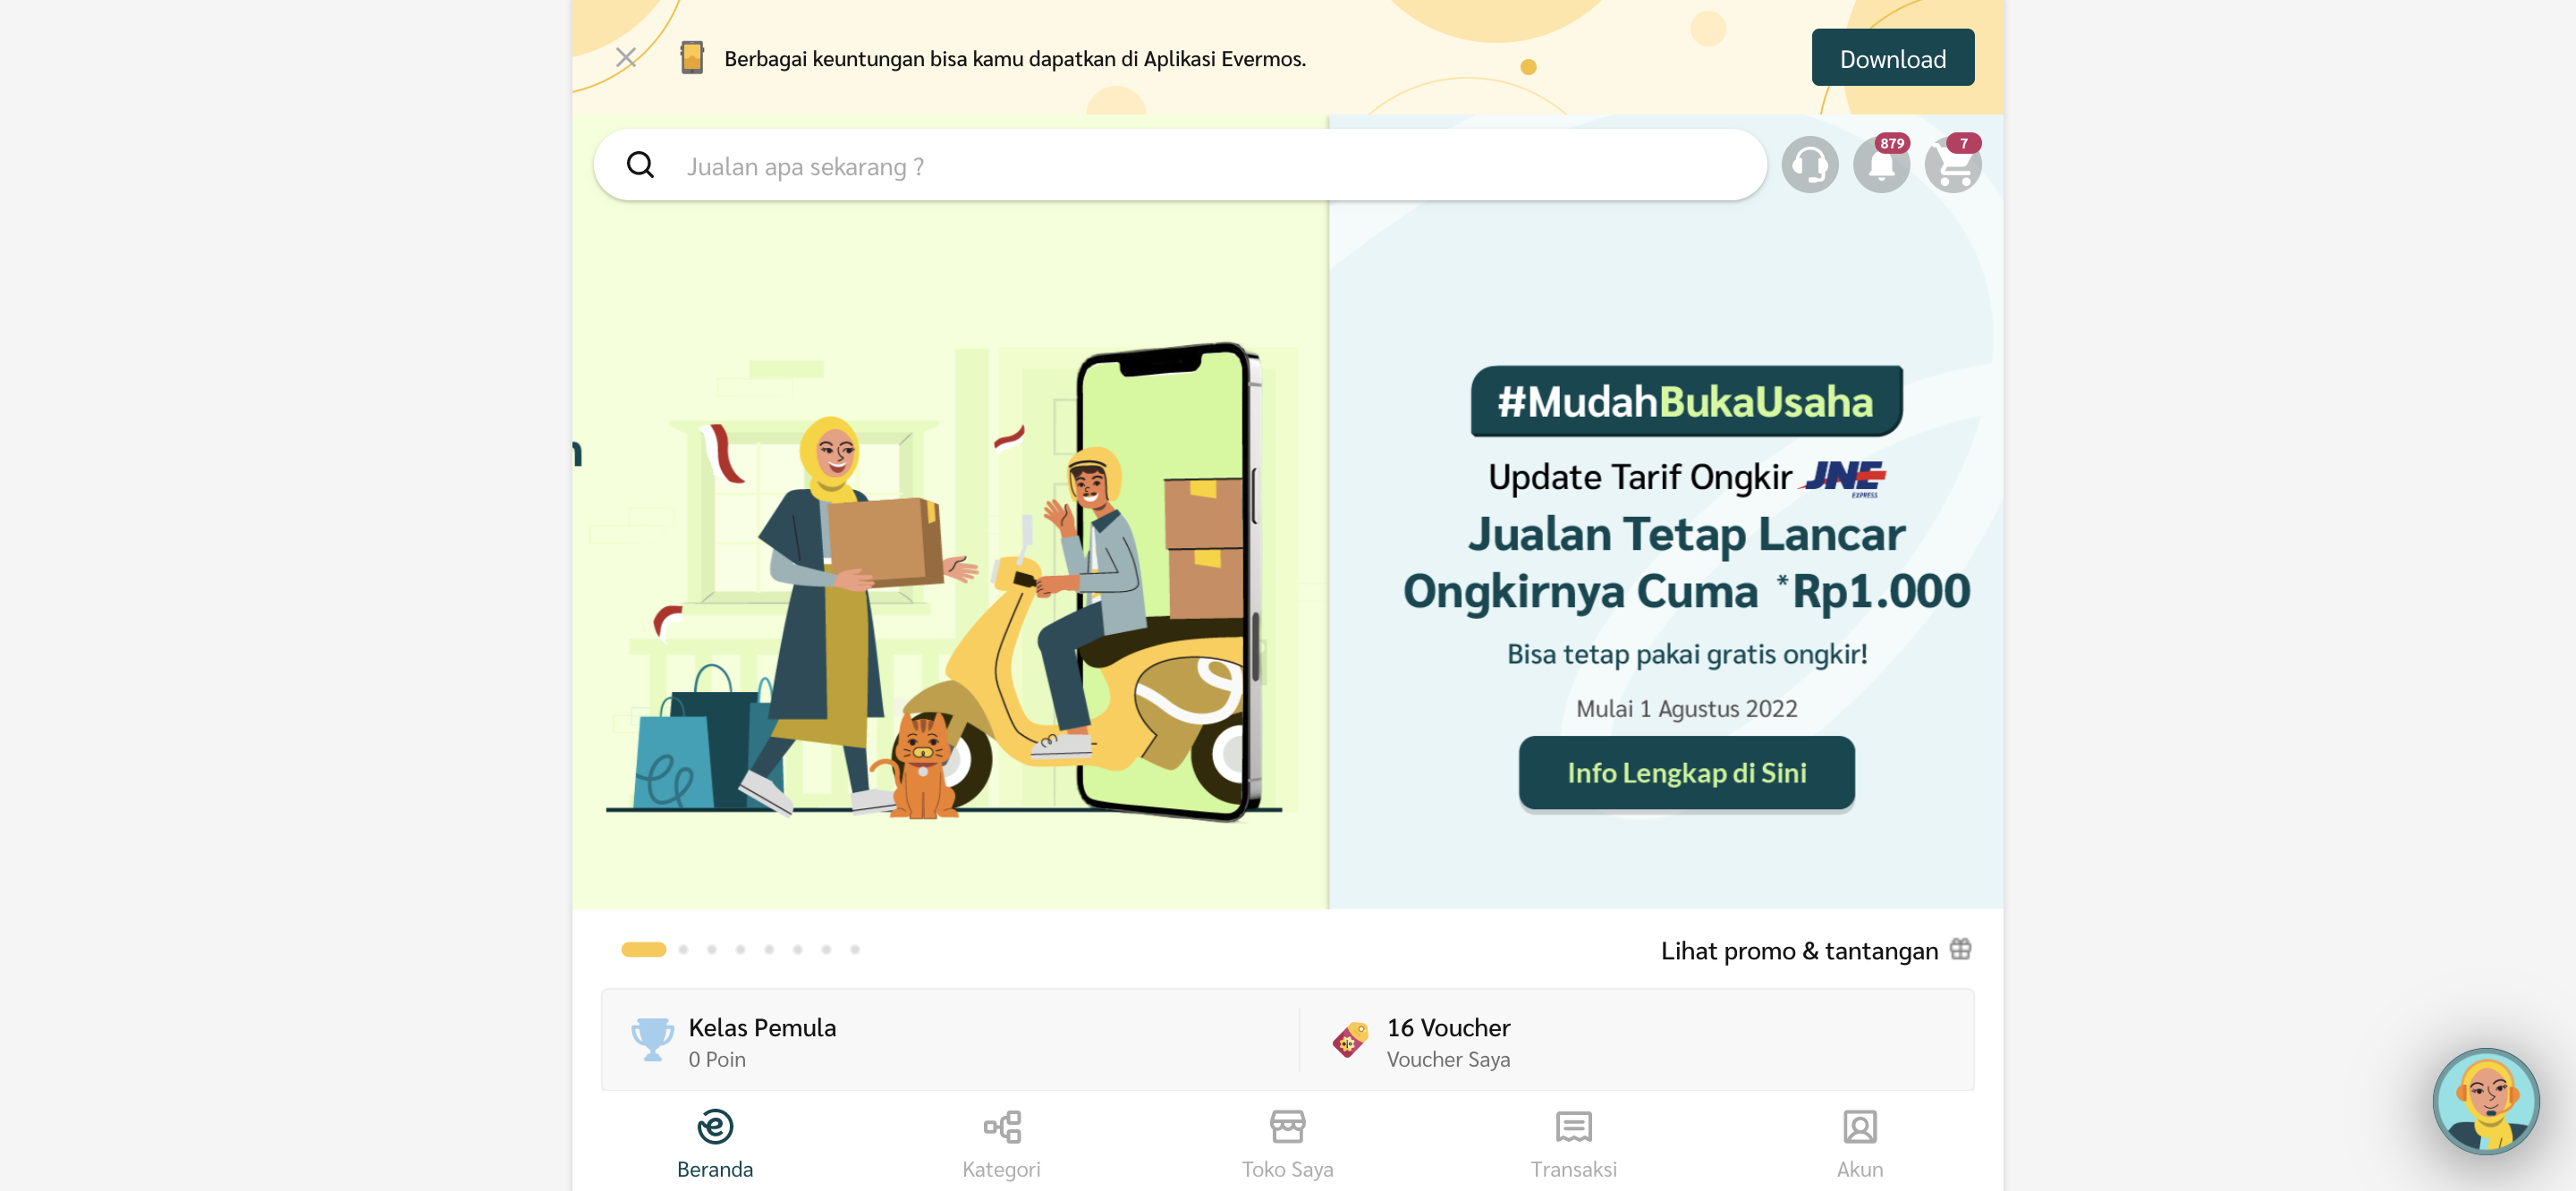 Berbagai keuntungan bisa kamu dapatkan di Aplikasi Evermos.
Download
Jualan apa sekarang ?
879
7
#MudahBukaUsaha
Update Tarif Ongkir JNE EXPRESS
Jualan Tetap Lancar
Ongkirnya Cuma *Rp1.000
Bisa tetap pakai gratis ongkir!
Mulai 1 Agustus 2022
Info Lengkap di Sini
Lihat promo & tantangan
Kelas Pemula
0 Poin
16 Voucher
Voucher Saya
Beranda
Kategori
Toko Saya
Transaksi
Akun